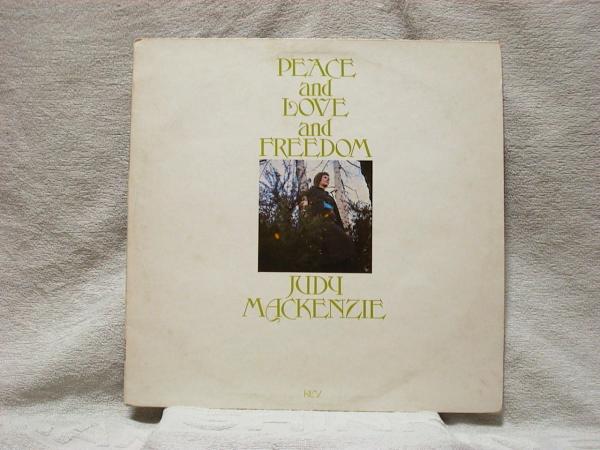 PEACE
and
LOVE
and
FREEDOM
JUDY
MACKENZIE
KEY